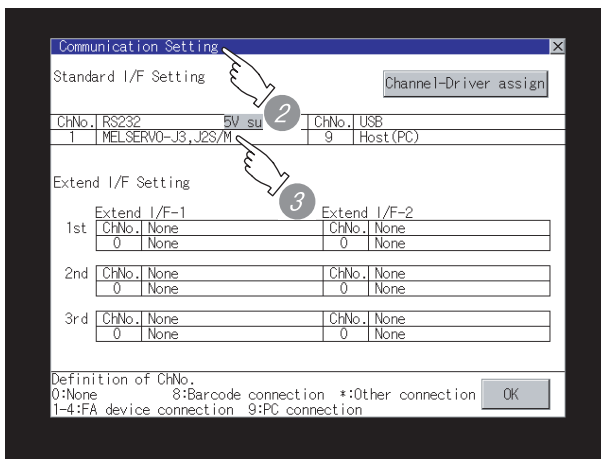 Communication Setting
Standard I/F Setting
Channel-Driver assign
ChNo. RS232 5V su ChNo. USB
1 MELSERVO-J3,J2S/M 9 Host(PC)
2
3
Extend I/F Setting
Extend I/F-1 Extend I/F-2
1st ChNo. None ChNo. None
0 None 0 None
2nd ChNo. None ChNo. None
0 None 0 None
3rd ChNo. None ChNo. None
0 None 0 None
Definition of ChNo.
0:None 8:Barcode connection *:Other connection
1-4:FA device connection 9:PC connection
OK